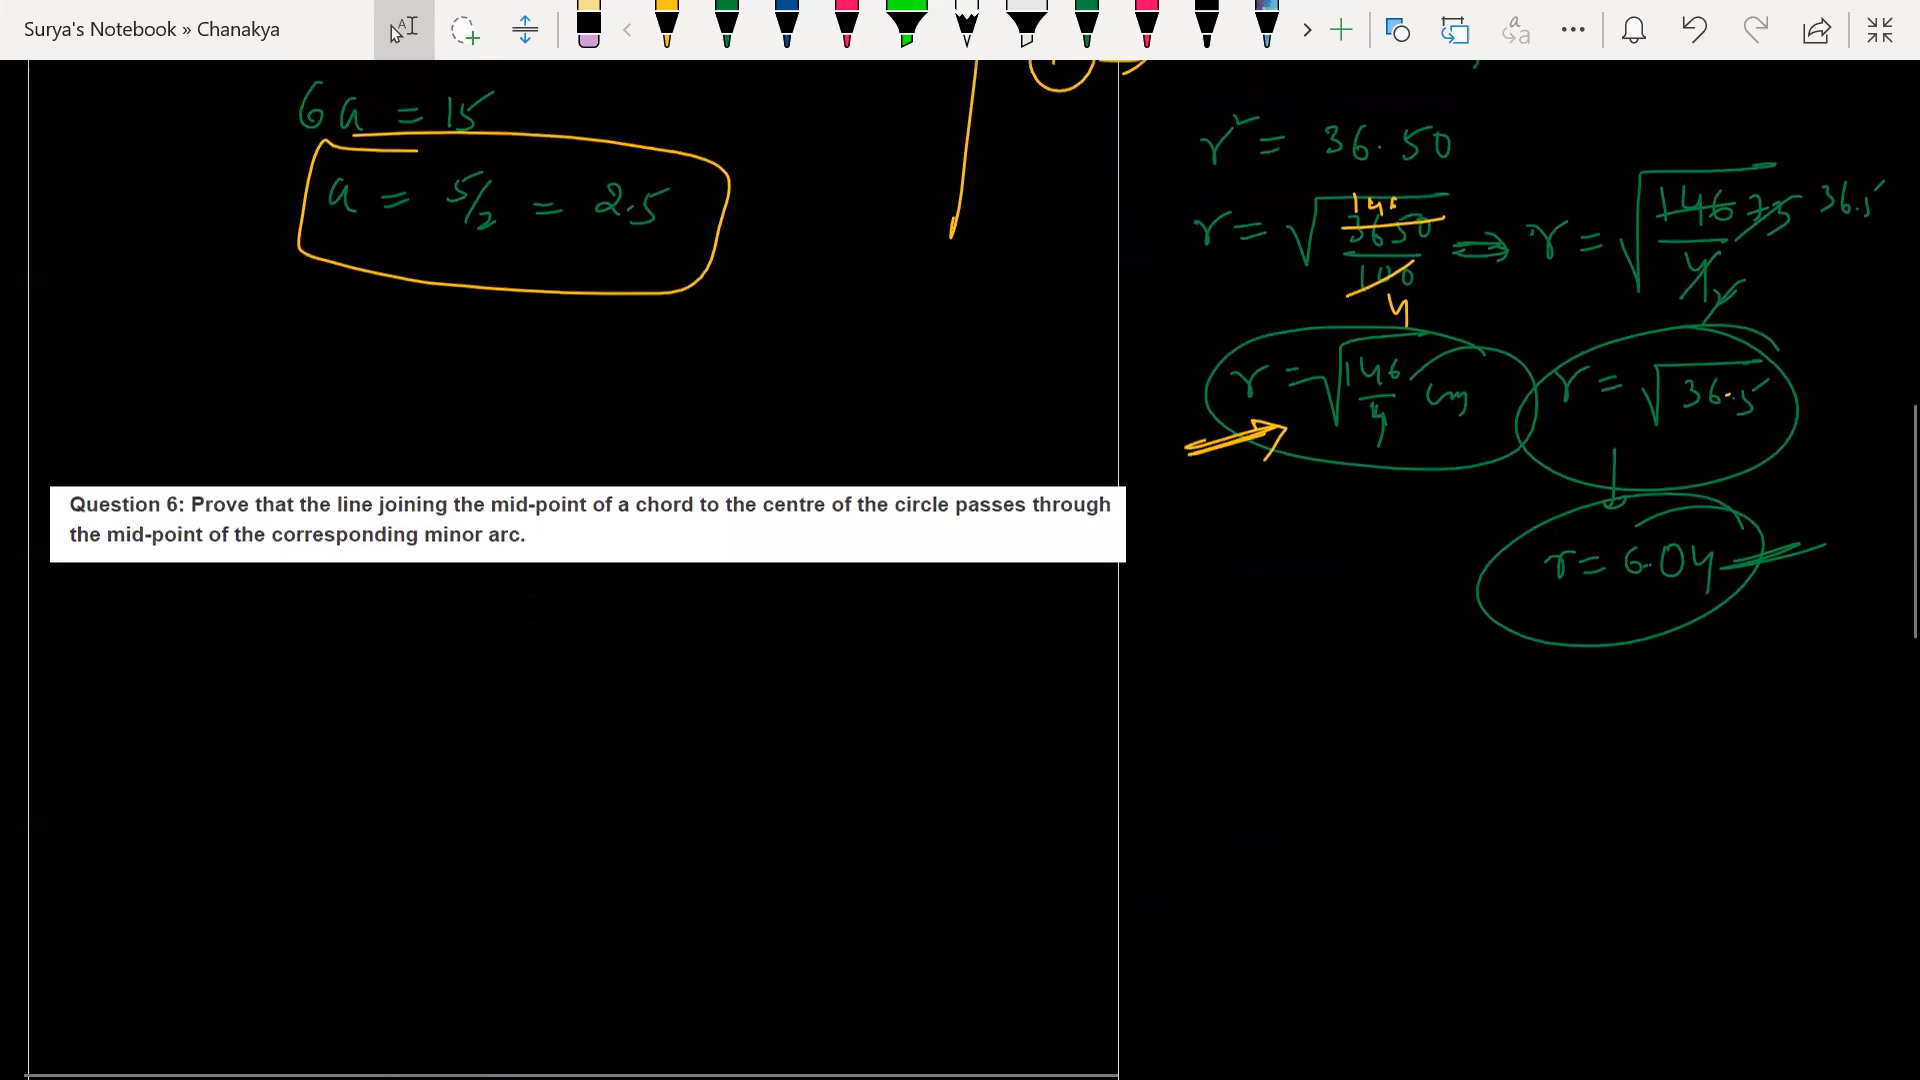 Surya's Notebook » Chanakya
6a = 15
a = 5/2 = 2.5
Question 6: Prove that the line joining the mid-point of a chord to the centre of the circle passes through
the mid-point of the corresponding minor arc.
r² = 36.50
r = √3650/100 ⇒ r = √146/4 36.5
146
4
r = √146/4 cm
r = √36.5
r = 6.04